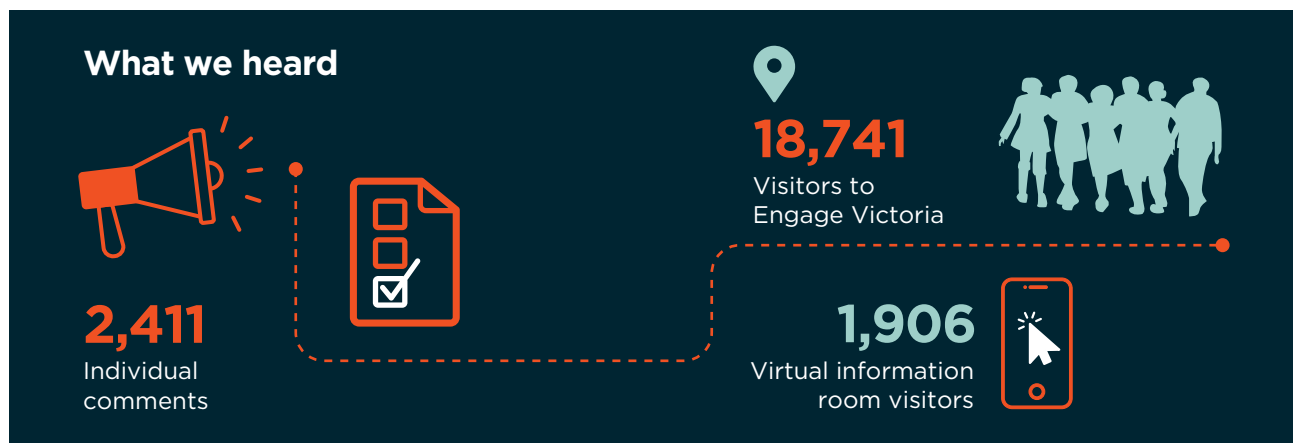 What we heard
2,411
Individual
comments
18,741
Visitors to
Engage Victoria
1,906
Virtual information
room visitors